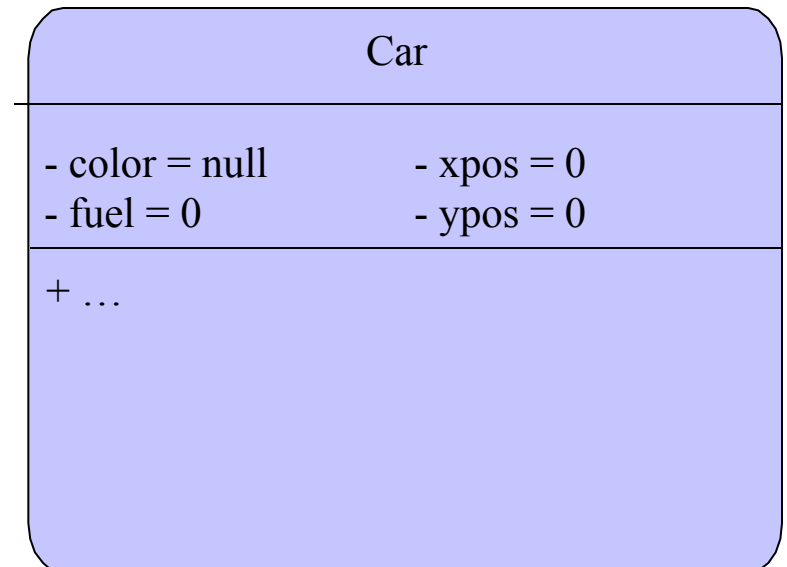 Car
- color = null - xpos = 0
- fuel = 0 - ypos = 0
+ …